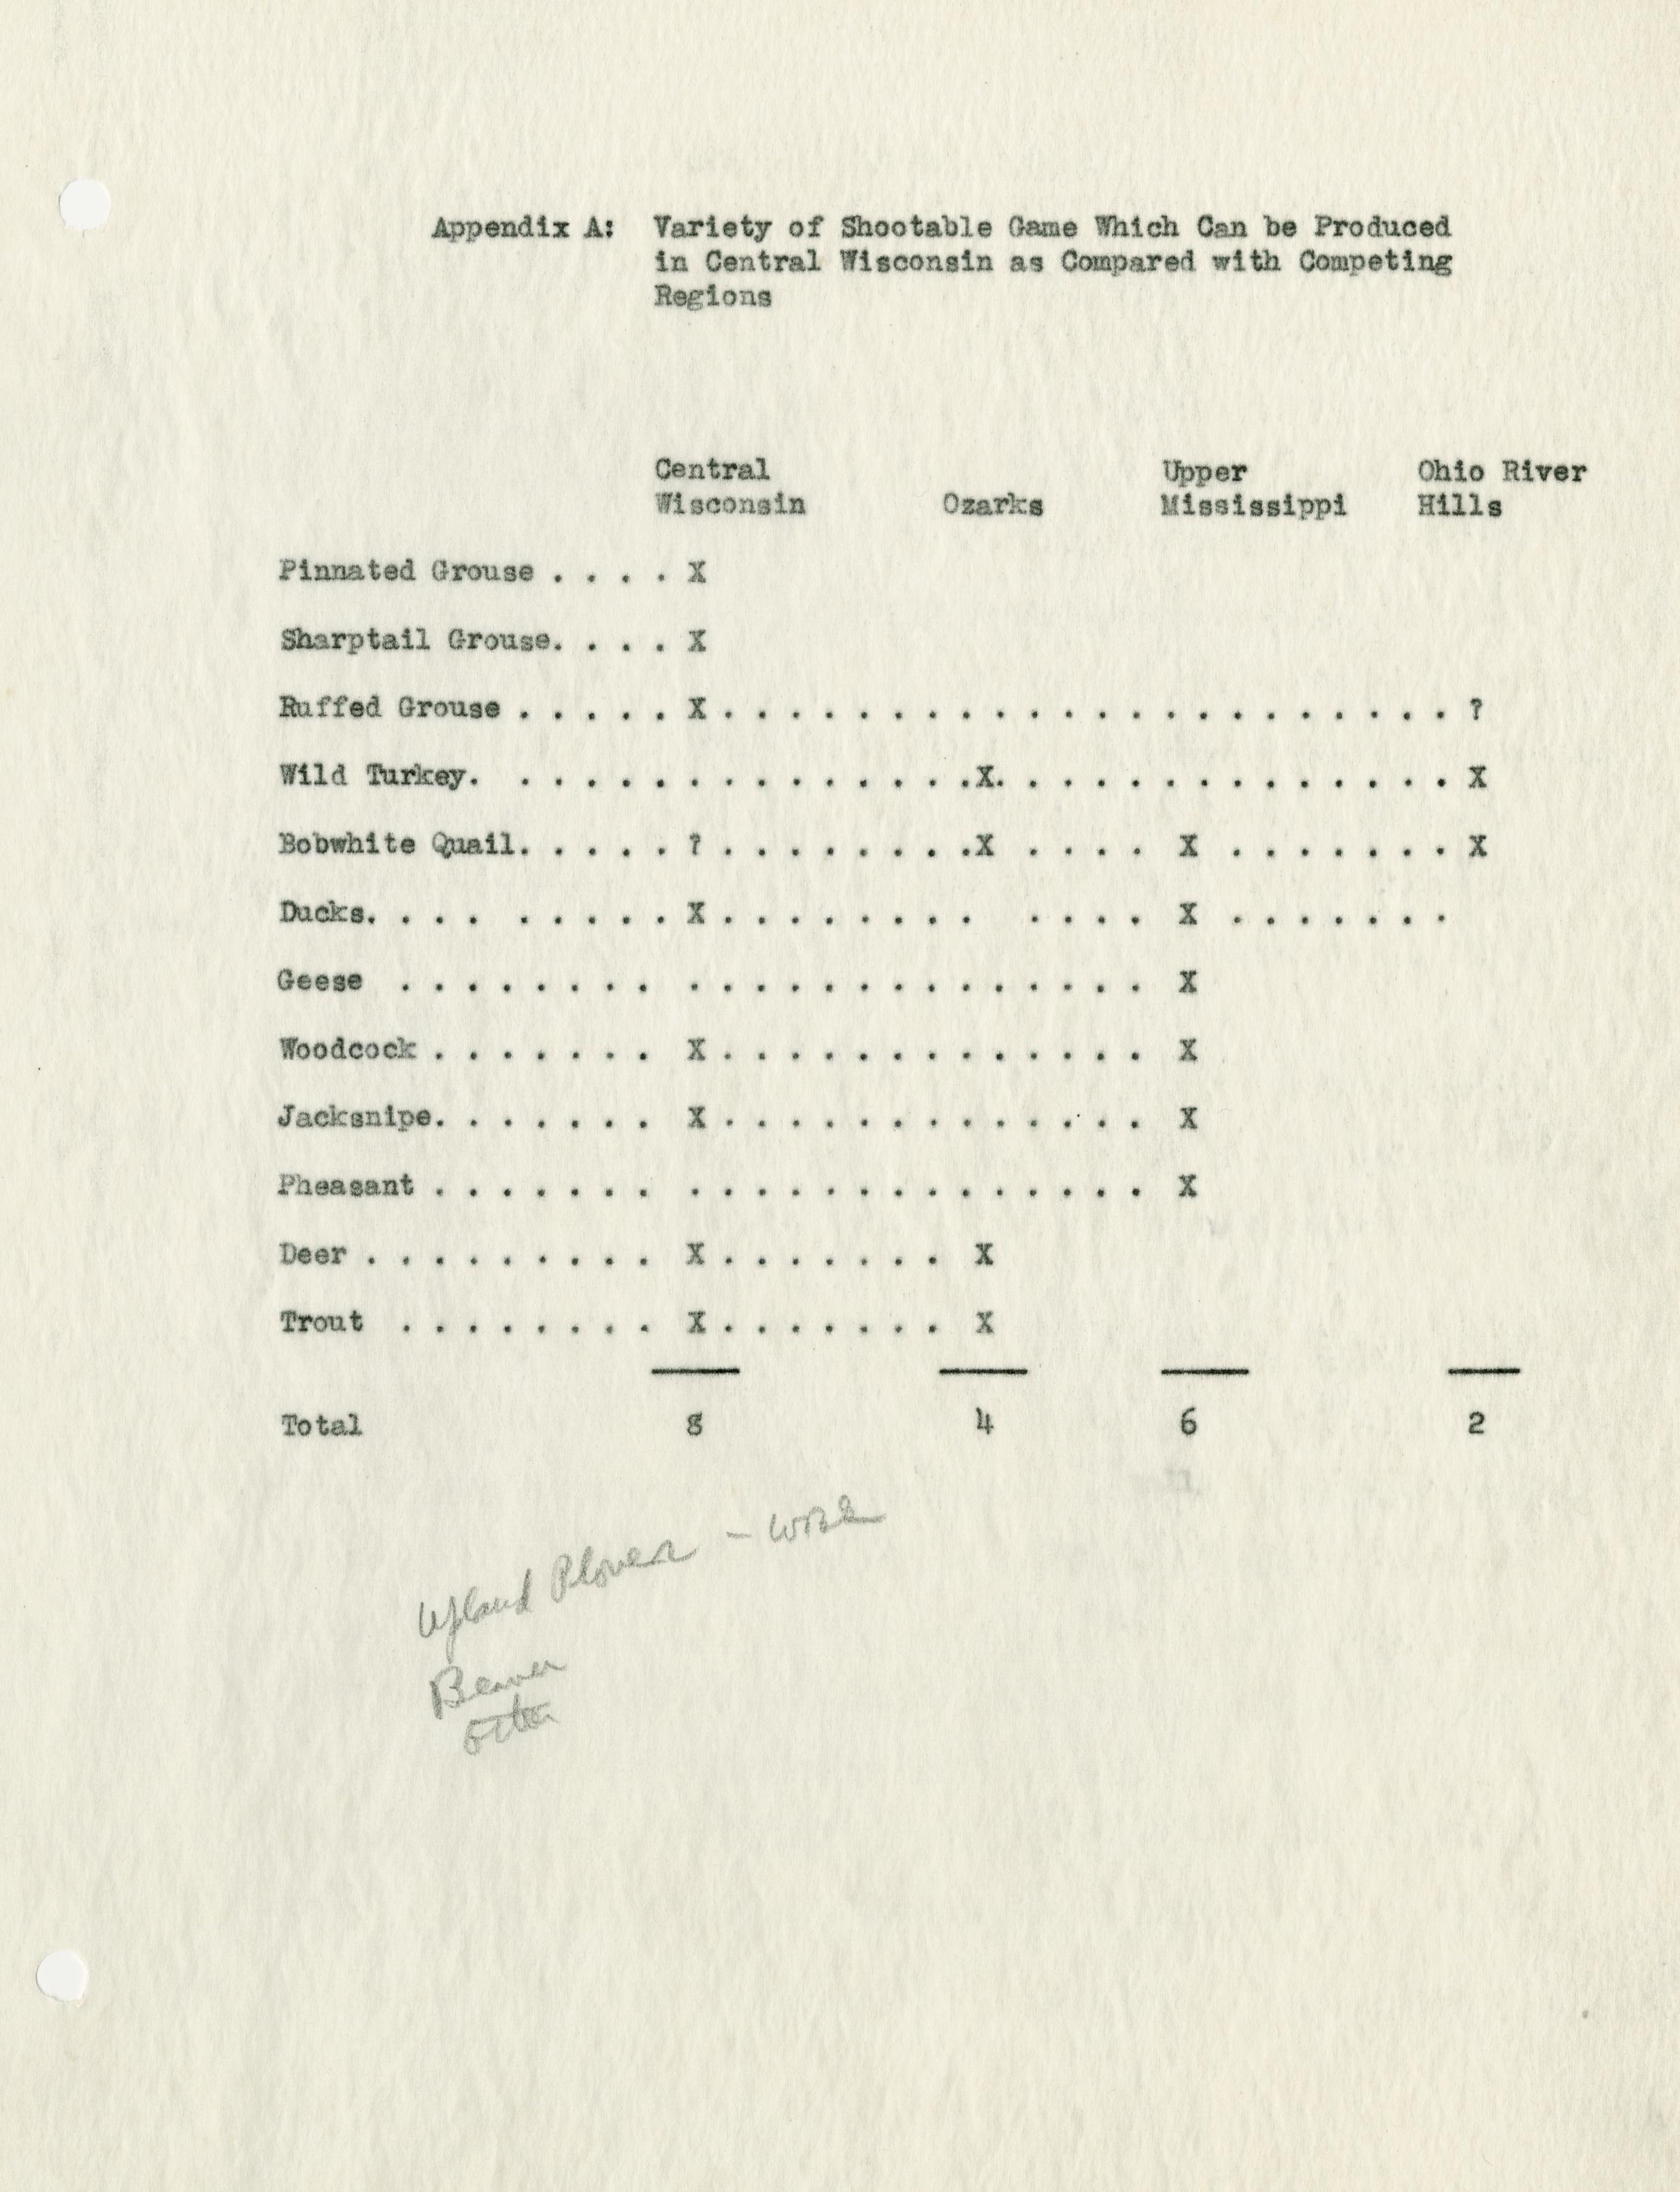 Appendix A: Variety of Shootable Game Which Can be Produced
in Central Wisconsin as Compared with Competing
Regions
Central Upper Ohio River
Wisconsin Ozarks Mississippi Hills
Pinnated Grouse . . . . X
Sharptail Grouse. . . . X
Ruffed Grouse . . . . . X . . . . . . . . . . . . . . . . . . . . . . ?
Wild Turkey. . . . . . . . . . . . . . . X. . . . . . . . . . . . . . . X
Bobwhite Quail. . . . . ? . . . . . . . . .X . . . . X . . . . . . . X
Ducks. . . . . . . . . X . . . . . . . . . . . . X . . . . . . .
Geese . . . . . . . . . . . . . . . . . . . . . . X
Woodcock . . . . . . . X . . . . . . . . . . . . . X
Jacksnipe. . . . . . . X . . . . . . . . . . . . . X
Pheasant . . . . . . . . . . . . . . . . . . . . . X
Deer . . . . . . . . . X . . . . . . . X
Trout . . . . . . . . X . . . . . . . X
Total 8 4 6 2
Upland Plover - Wisc
Beaver
Otter